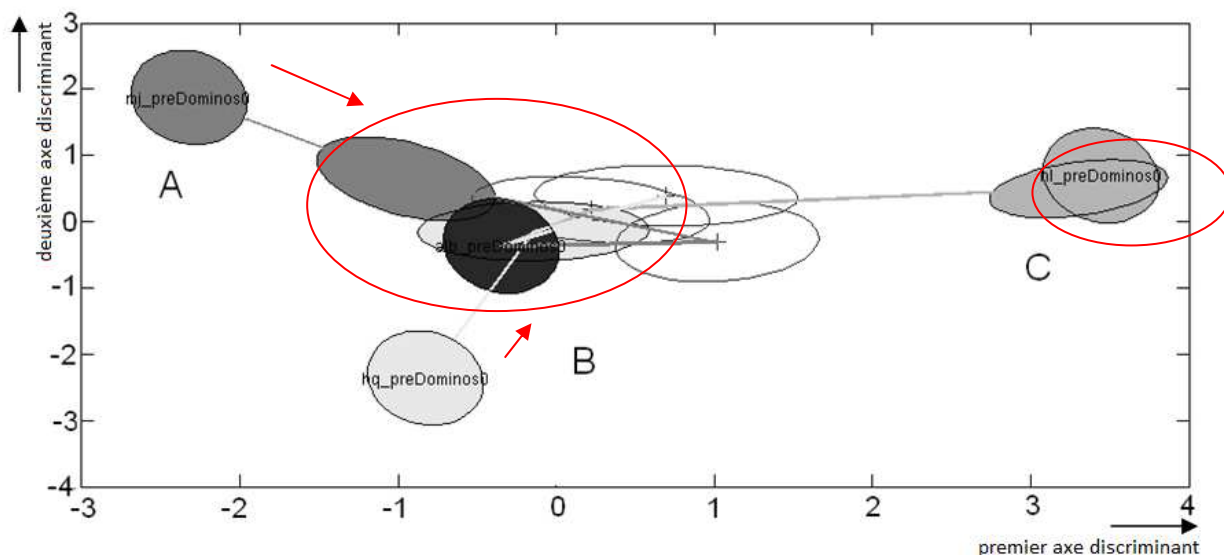 deuxième axe discriminant
3
2
1
0
-1
-2
-3
-4
mj_preDominos0
A
alb_preDominos0
B
hq_preDominos0
nl_preDominos0
C
-3
-2
-1
0
1
2
3
4
premier axe discriminant